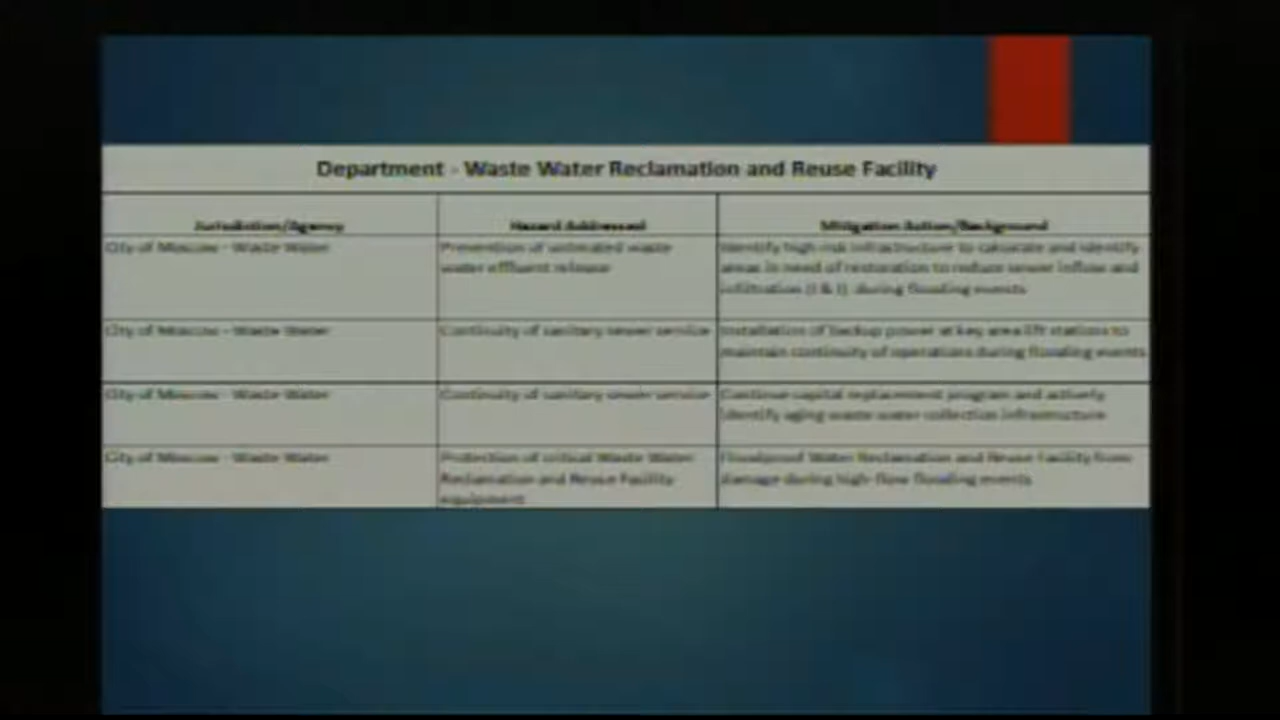 Department - Waste Water Reclamation and Reuse Facility
Jurisdiction/Agency Hazard Addressed Mitigation Action/Background
City of Moscow - Waste Water Prevention of untreated waste Identify high risk infrastructure to and identify
water effluent release areas in need of restoration to reduce sewer inflow and
infiltration (I & I) during flooding events
City of Moscow - Waste Water Continuity of sanitary sewer service Installation of backup power at key area lift stations to
maintain continuity of operations during flooding events
City of Moscow - Waste Water Continuity of sanitary sewer service Continue capital replacement program and actively
identify aging waste water collection infrastructure
City of Moscow - Waste Water Protection of critical Waste Water Floodproof Water Reclamation and Reuse Facility from
Reclamation and Reuse Facility damage during high-flow flooding events
equipment